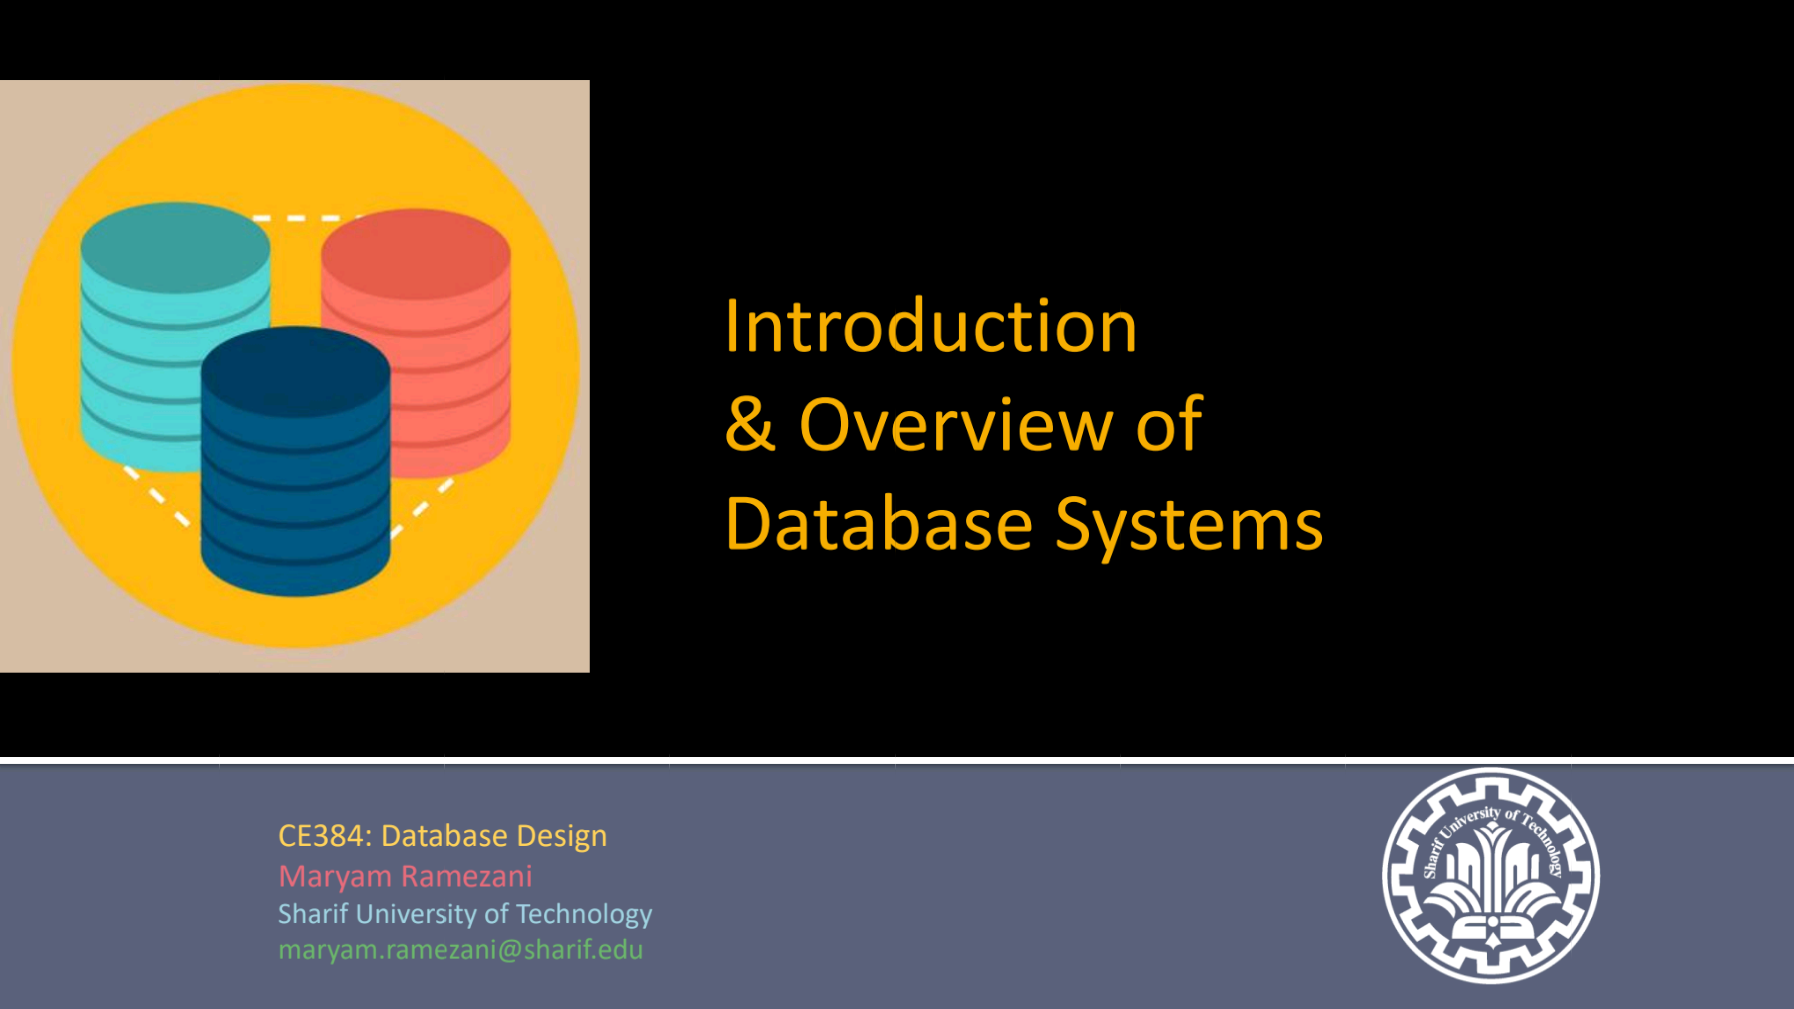 Introduction
& Overview of
Database Systems
CE384: Database Design
Maryam Ramezani
Sharif University of Technology
maryam.ramezani@sharif.edu
Sharif University of Technology